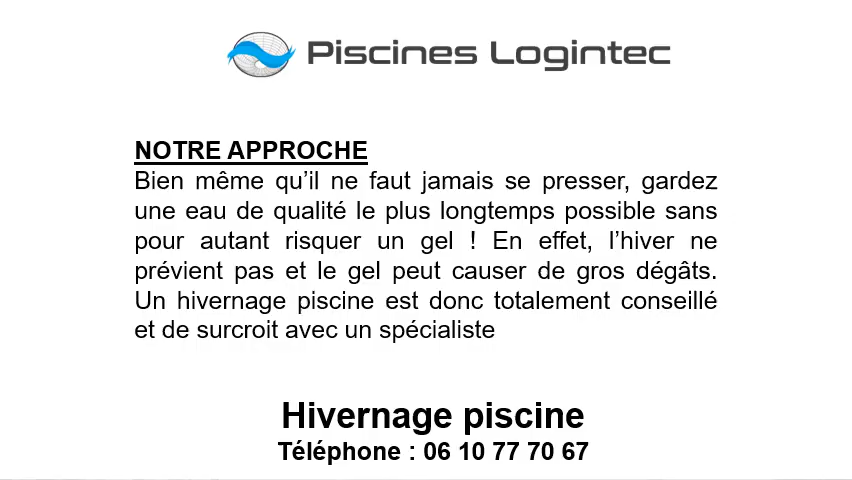 Piscines Logintec
NOTRE APPROCHE
Bien même qu’il ne faut jamais se presser, gardez
une eau de qualité le plus longtemps possible sans
pour autant risquer un gel ! En effet, l’hiver ne
prévient pas et le gel peut causer de gros dégâts.
Un hivernage piscine est donc totalement conseillé
et de surcroit avec un spécialiste
Hivernage piscine
Téléphone : 06 10 77 70 67